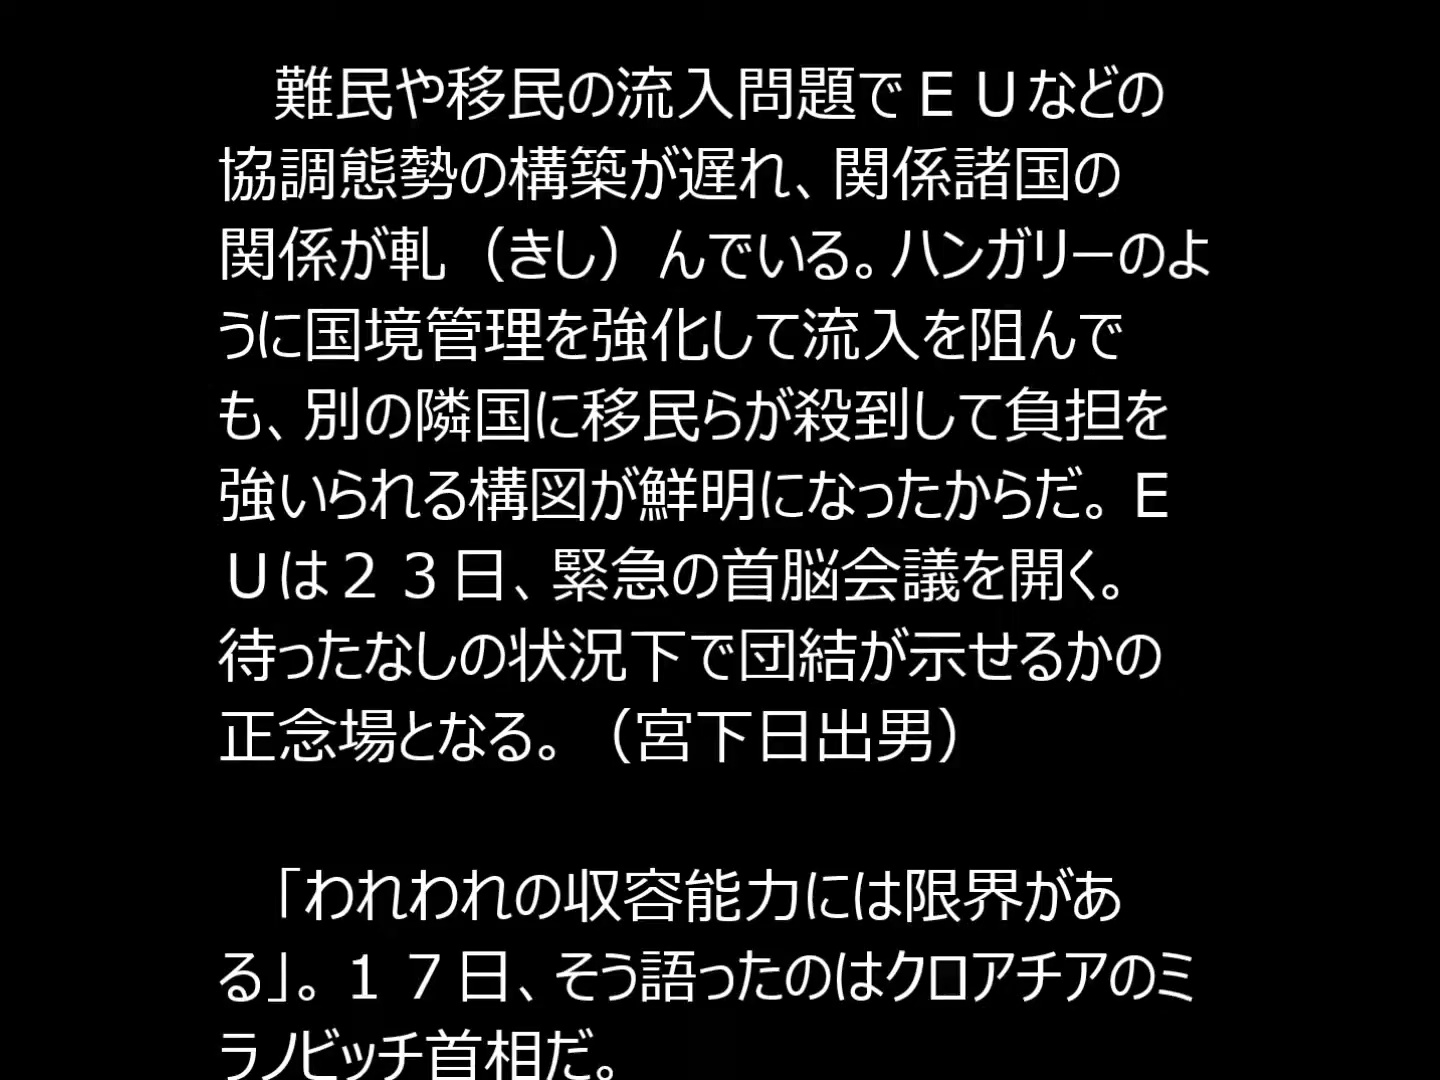 難民や移民の流入問題でＥＵなどの
協調態勢の構築が遅れ、関係諸国の
関係が軋（きし）んでいる。ハンガリーのよ
うに国境管理を強化して流入を阻んで
も、別の隣国に移民らが殺到して負担を
強いられる構図が鮮明になったからだ。Ｅ
Ｕは２３日、緊急の首脳会議を開く。
待ったなしの状況下で団結が示せるかの
正念場となる。（宮下日出男）
「われわれの収容能力には限界があ
る」。１７日、そう語ったのはクロアチアのミ
ラノビッチ首相だ。